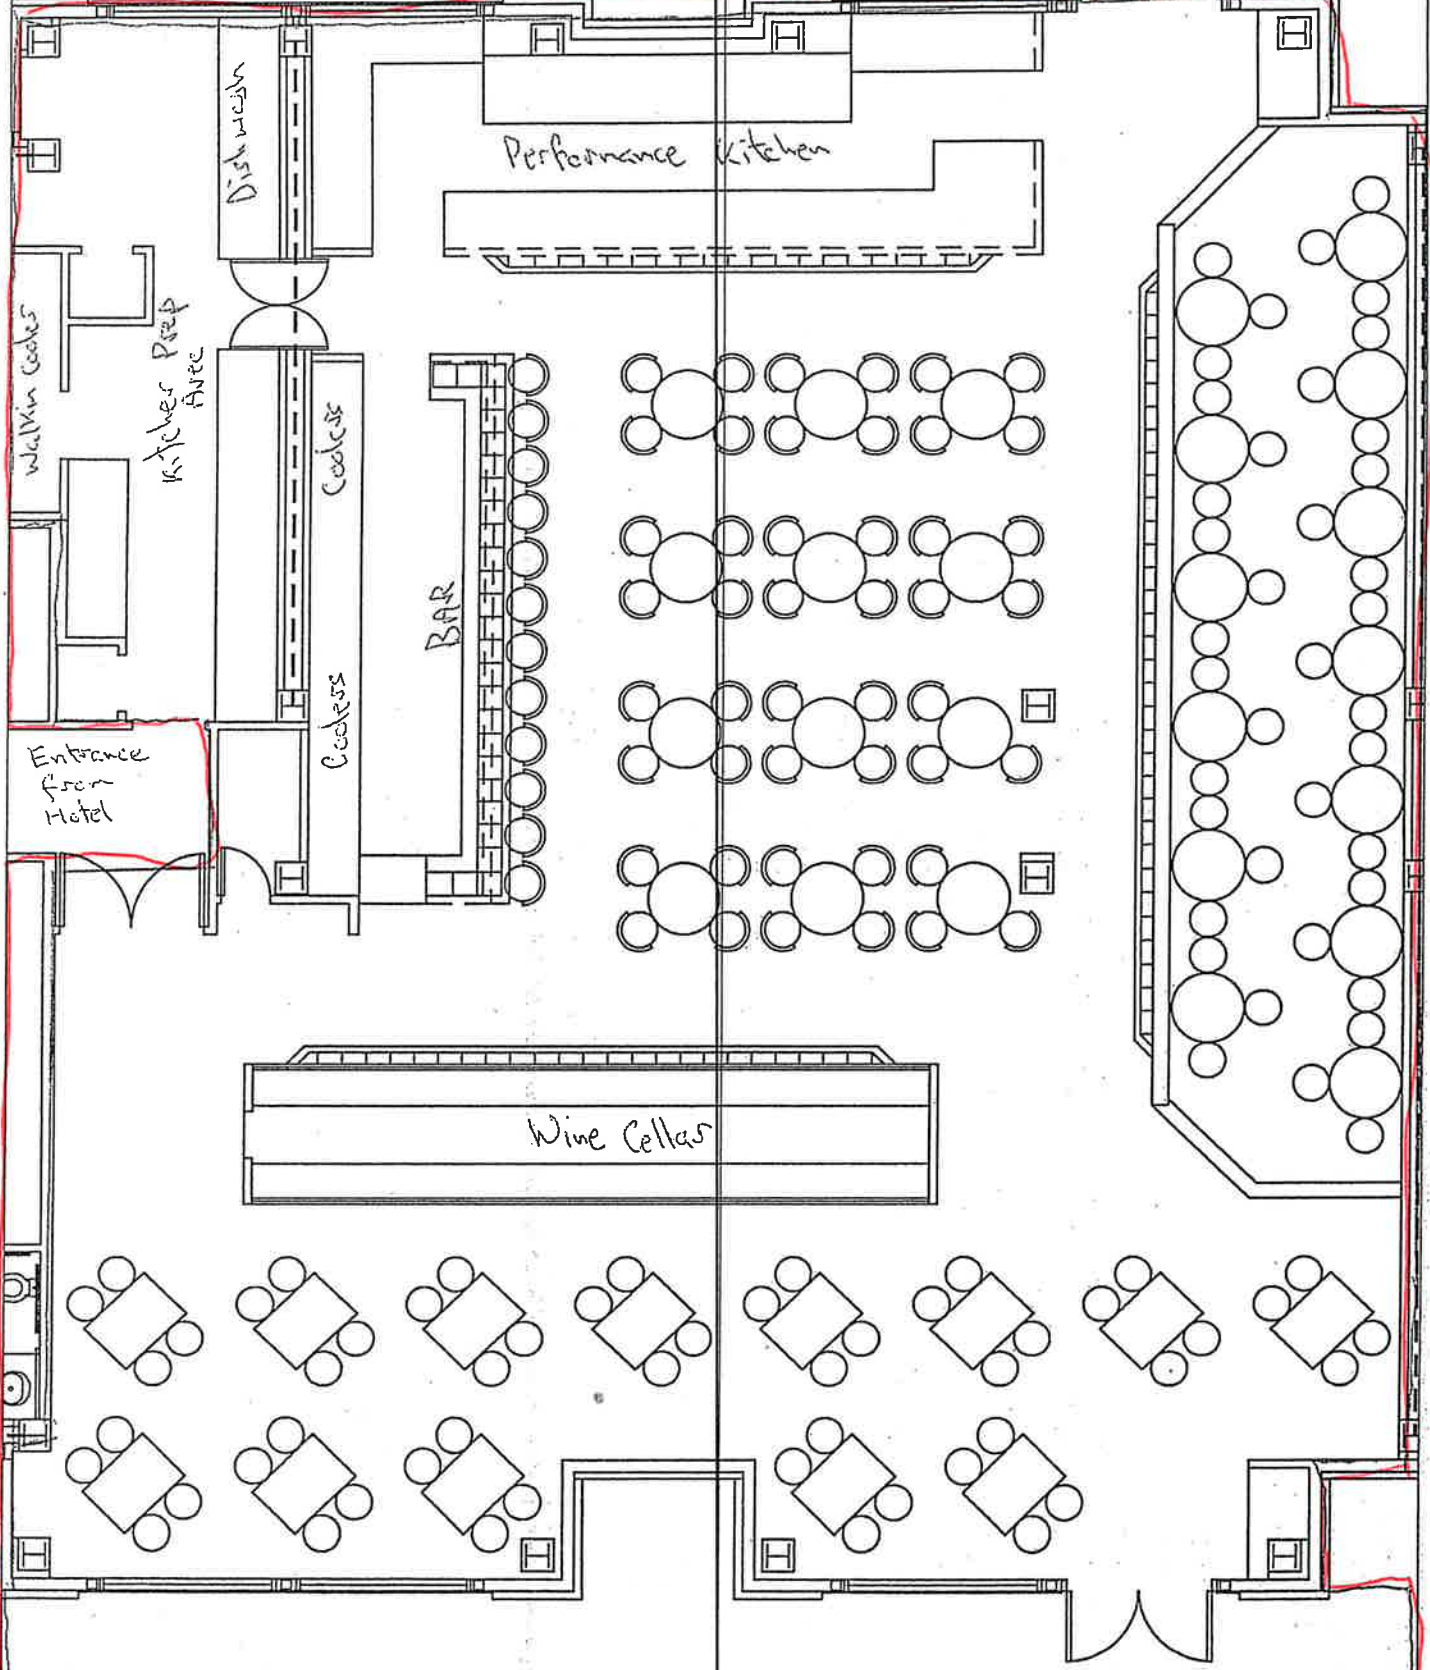 Dishwash
Performance Kitchen
Walkin Cooler
Kitchen Prep
Area
Coolers
BAR
Coolers
Entrance
from
Hotel
Wine Cellar